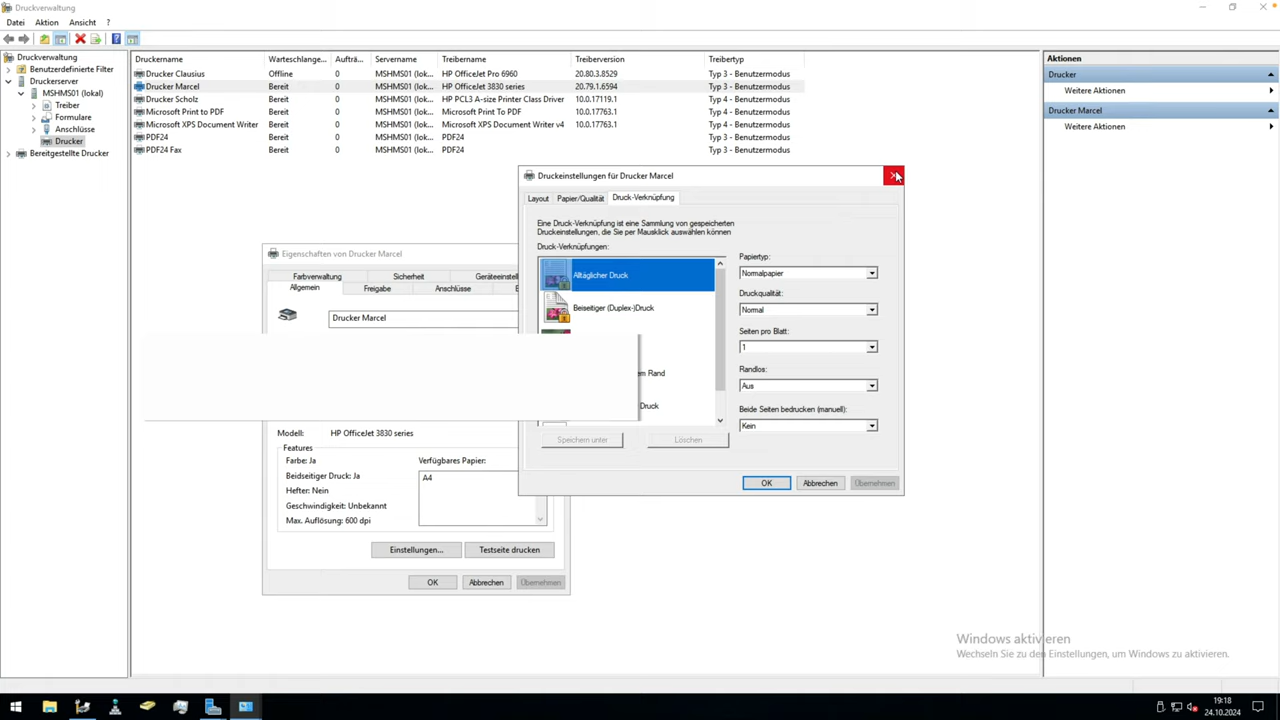 Druckverwaltung
Datei Aktion Ansicht ?
Druckverwaltung
Benutzerdefinierte Filter
Druckerserver
MSHMS01 (lokal)
Treiber
Formulare
Anschlüsse
Drucker
Bereitgestellte Drucker
Druckername Warteschlange... Aufträ... Servername Treibername Treiberversion Treibertyp
Drucker Clausius Offline 0 MSHMS01 (lok... HP OfficeJet Pro 6960 20.80.3.8529 Typ 3 - Benutzermodus
Drucker Marcel Bereit 0 MSHMS01 (lok... HP OfficeJet 3830 series 20.79.1.6594 Typ 3 - Benutzermodus
Drucker Scholz Bereit 0 MSHMS01 (lok... HP PCL3 A-size Printer Class Driver 10.0.17119.1 Typ 4 - Benutzermodus
Microsoft Print to PDF Bereit 0 MSHMS01 (lok... Microsoft Print To PDF 10.0.17763.1 Typ 4 - Benutzermodus
Microsoft XPS Document Writer Bereit 0 MSHMS01 (lok... Microsoft XPS Document Writer v4 10.0.17763.1 Typ 4 - Benutzermodus
PDF24 Bereit 0 MSHMS01 (lok... PDF24 Typ 3 - Benutzermodus
PDF24 Fax Bereit 0 MSHMS01 (lok... PDF24 Typ 3 - Benutzermodus
Aktionen
Drucker
Weitere Aktionen
Drucker Marcel
Weitere Aktionen
Eigenschaften von Drucker Marcel
Farbverwaltung Sicherheit Geräteeinstell
Allgemein Freigabe Anschlüsse
Drucker Marcel
Modell: HP OfficeJet 3830 series
Features
Farbe: Ja Verfügbares Papier:
Beidseitiger Druck: Ja A4
Hefter: Nein
Geschwindigkeit: Unbekannt
Max. Auflösung: 600 dpi
Einstellungen... Testseite drucken
OK Abbrechen Übernehmen
Druckeinstellungen für Drucker Marcel
Layout Papier/Qualität Druck-Verknüpfung
Eine Druck-Verknüpfung ist eine Sammlung von gespeicherten
Druckeinstellungen, die Sie per Mausklick auswählen können
Druck-Verknüpfungen:
Alltäglicher Druck
Beiseitiger (Duplex-)Druck
em Rand
Druck
Speichern unter Löschen
Papiertyp:
Normalpapier
Druckqualität:
Normal
Seiten pro Blatt:
1
Randlos:
Aus
Beide Seiten bedrucken (manuell):
Kein
OK Abbrechen Übernehmen
Windows aktivieren
Wechseln Sie zu den Einstellungen, um Windows zu aktivieren.
19:18
24.10.2024